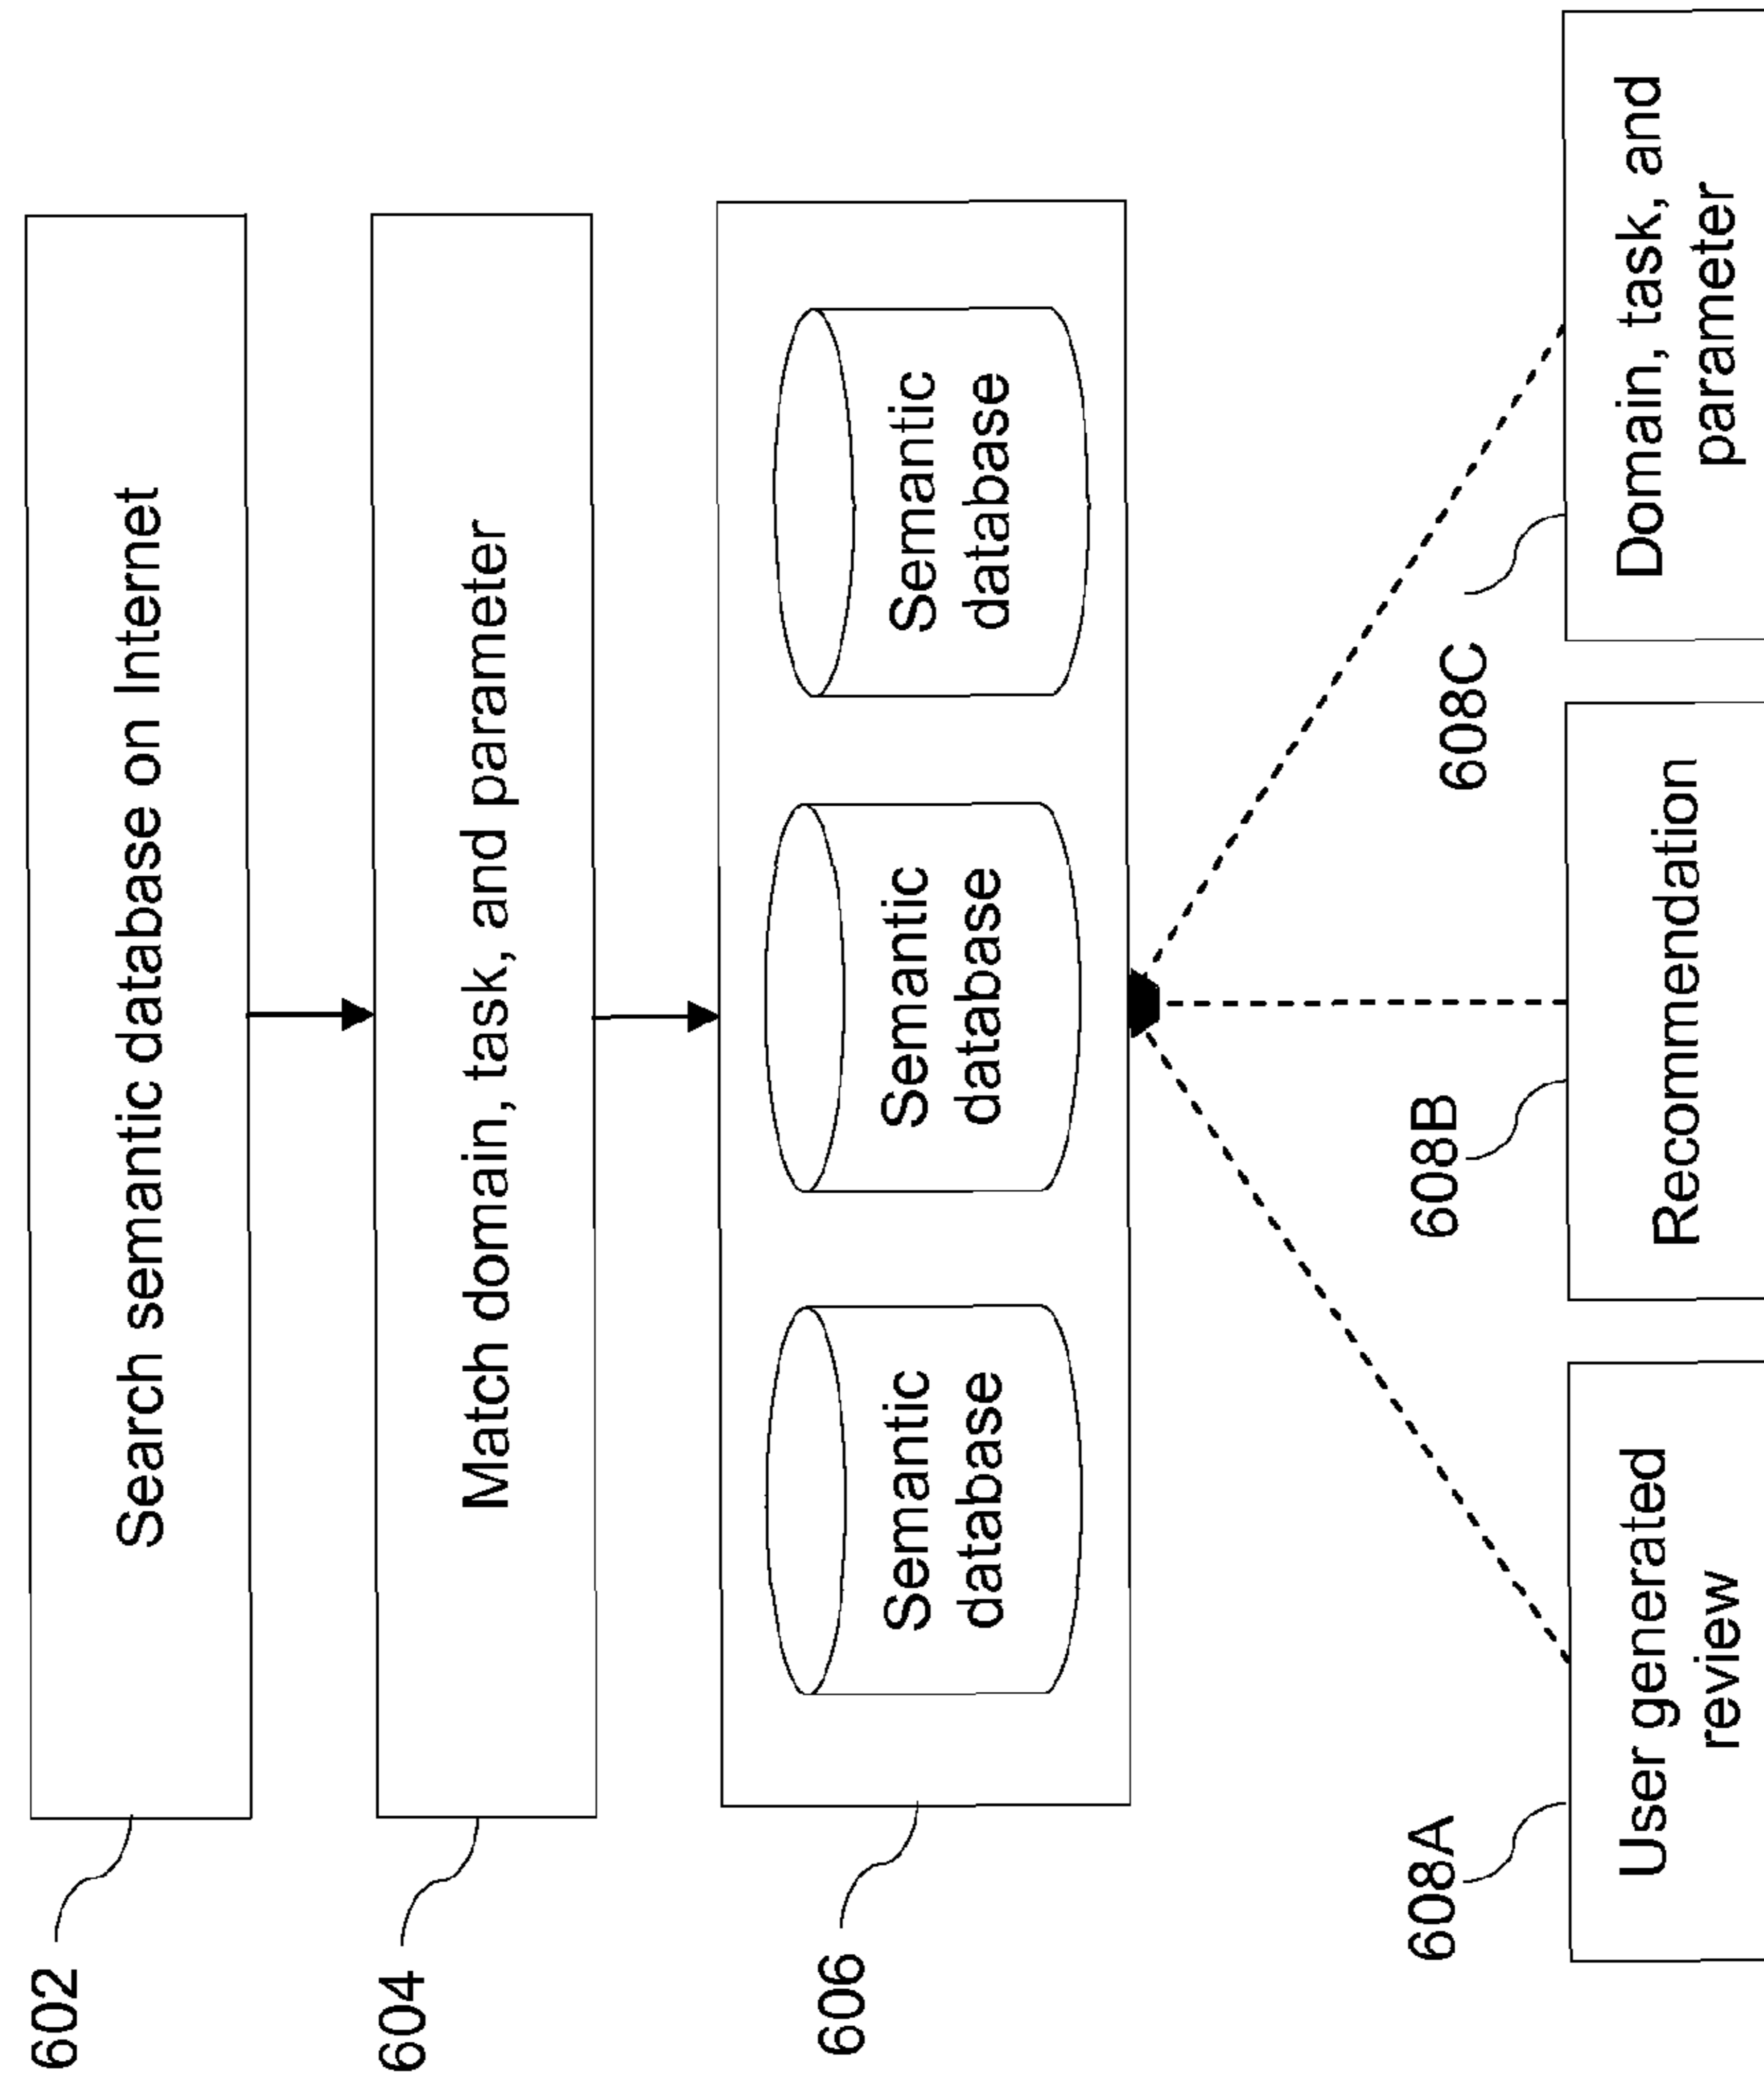 602
Search semantic database on Internet
604
Match domain, task, and parameter
606
Semantic
database
Semantic
database
Semantic
database
608A
User generated
review
608B
Recommendation
608C
Domain, task, and
parameter